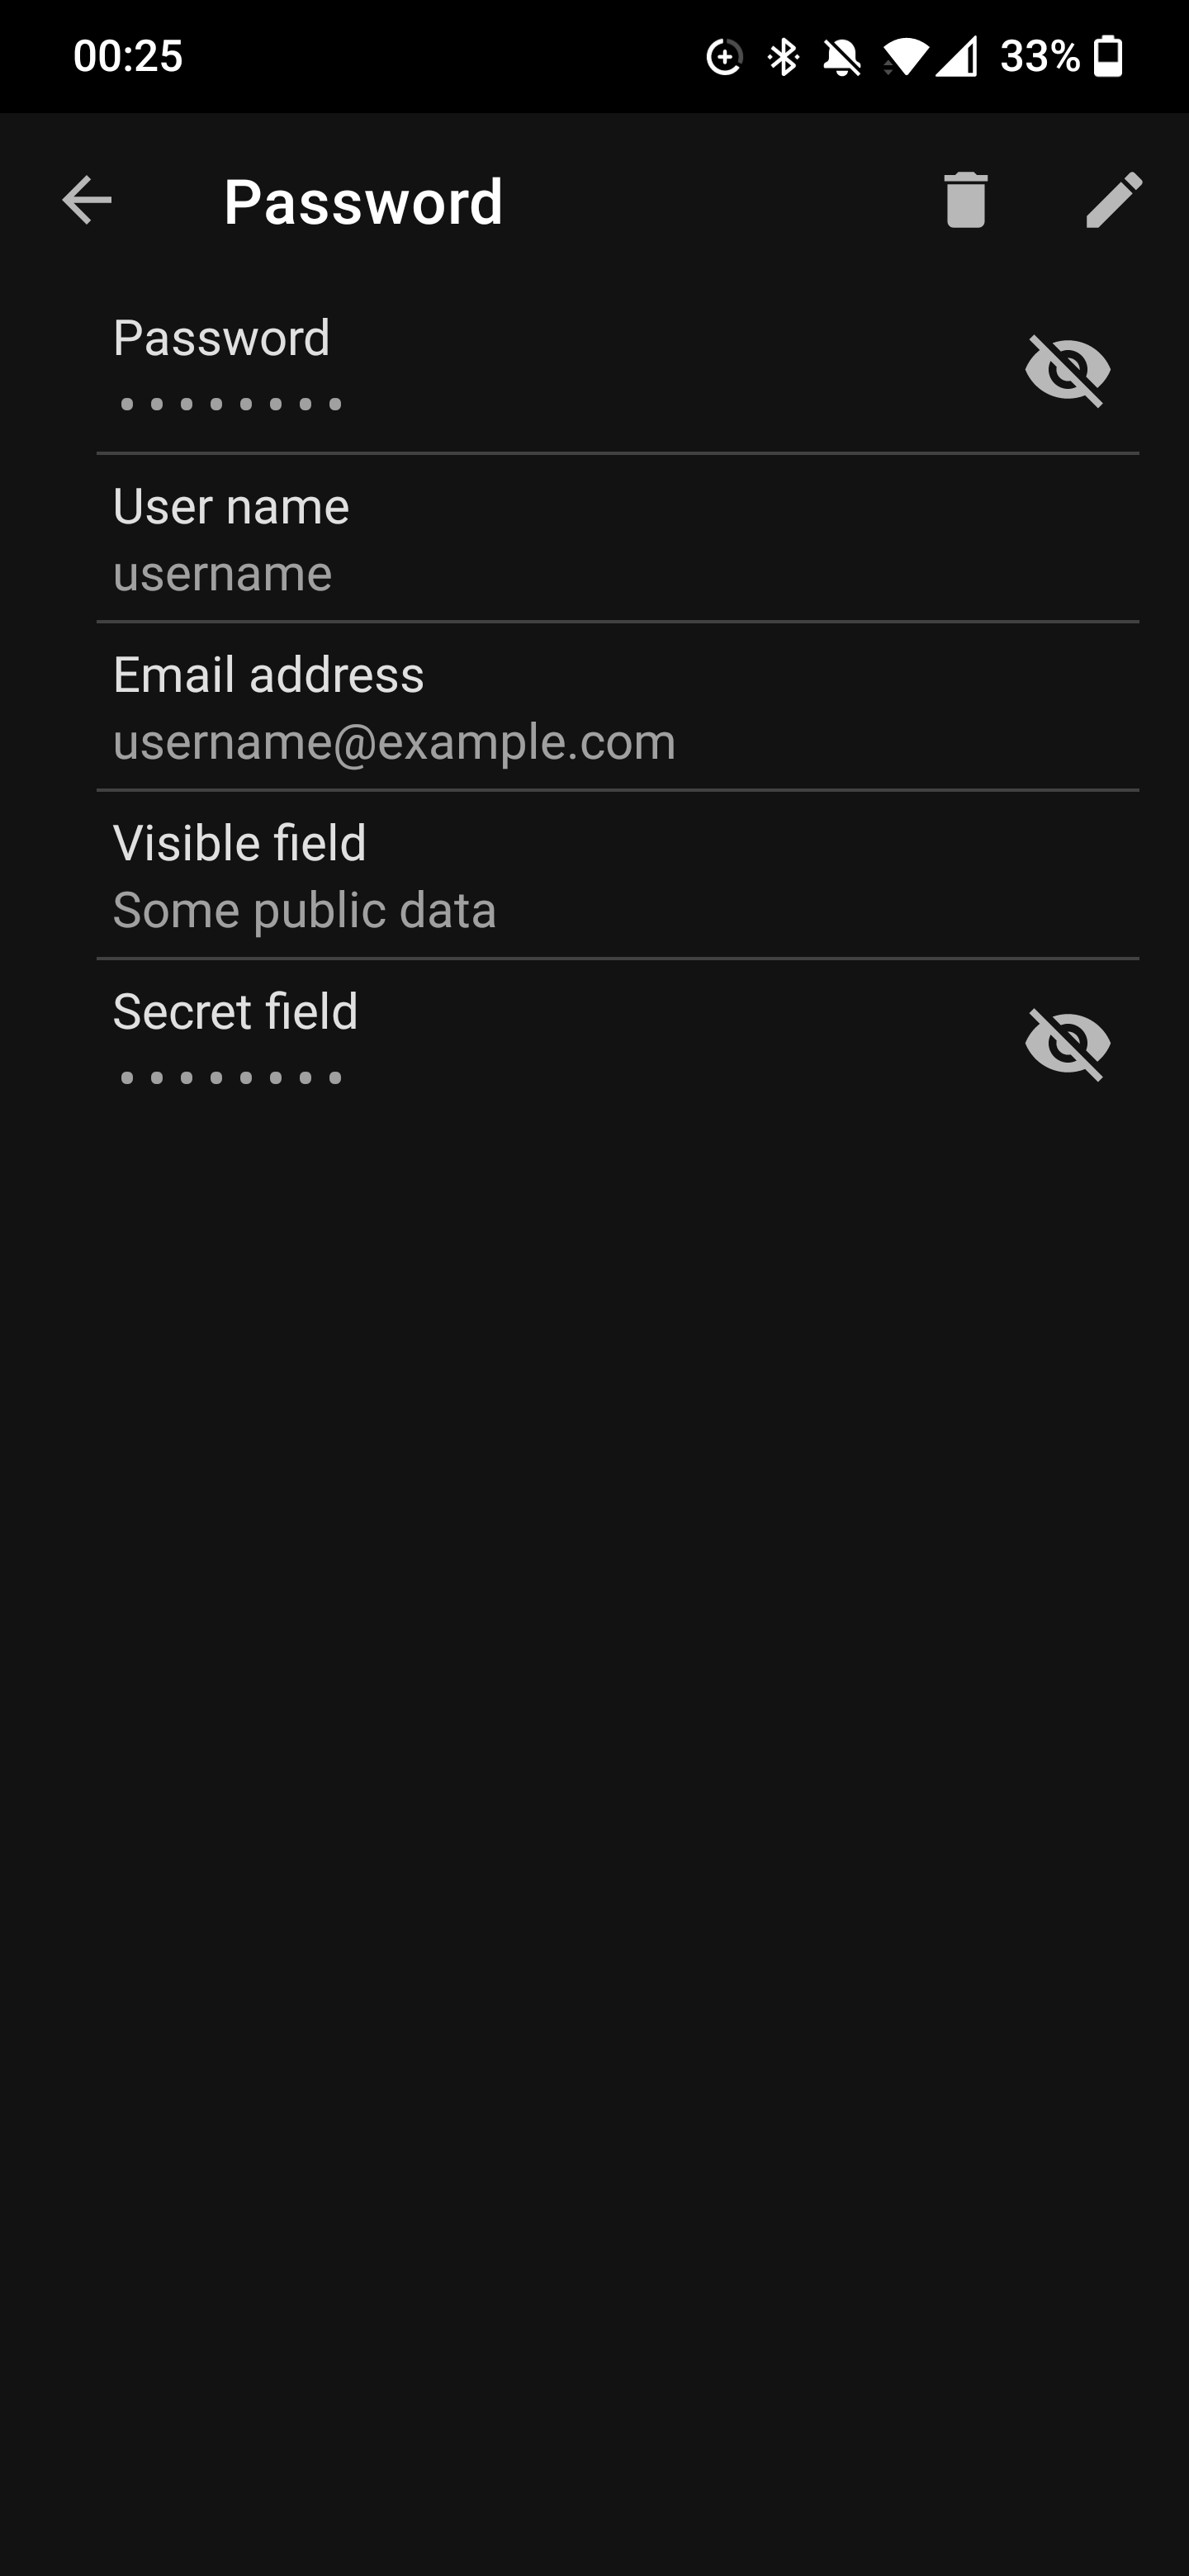 00:25
33%
Password
Password
••••••••
User name
username
Email address
username@example.com
Visible field
Some public data
Secret field
••••••••